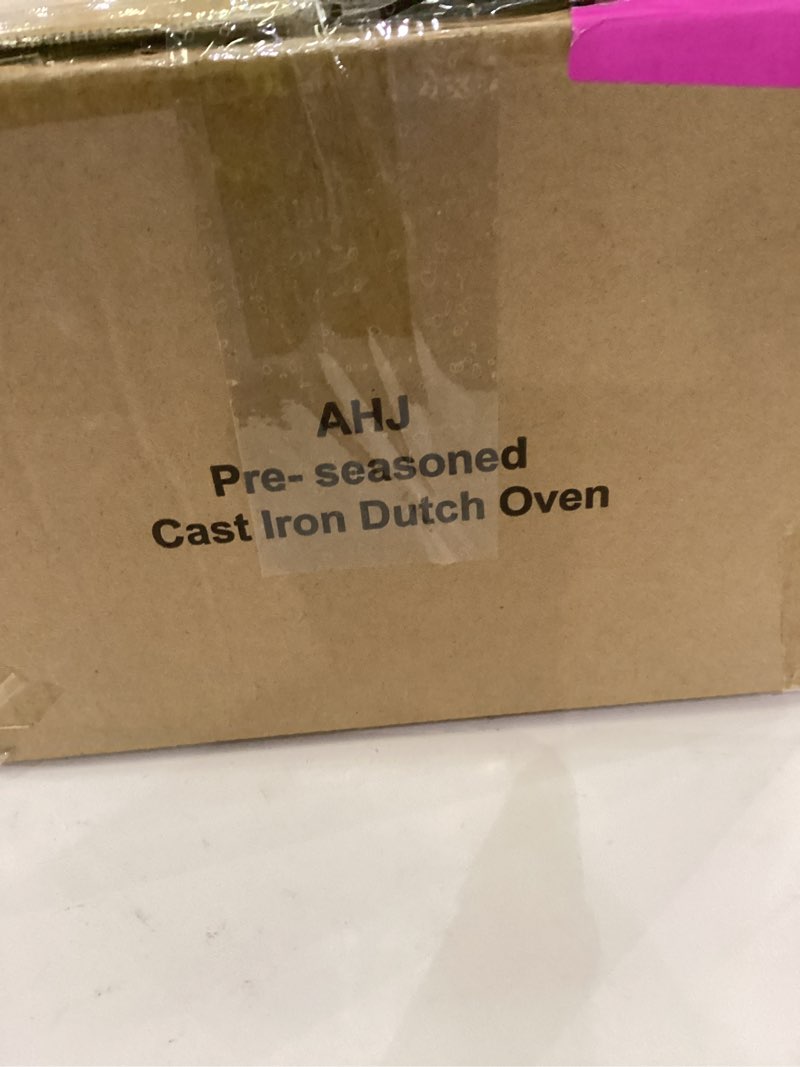 AHJ
Pre- seasoned
Cast Iron Dutch Oven